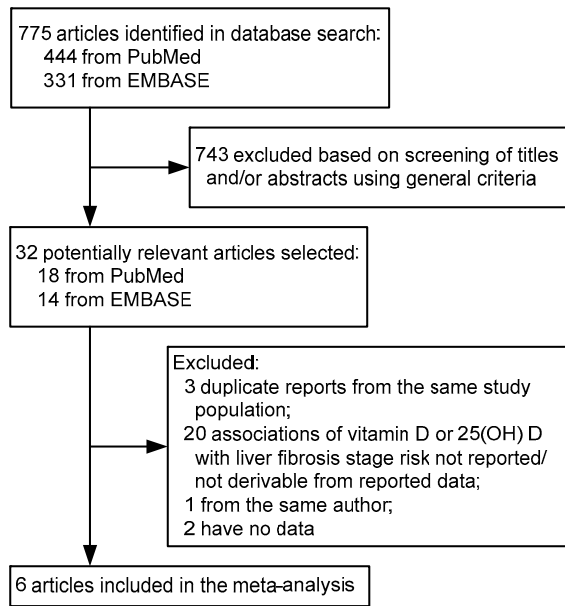 775 articles identified in database search:
444 from PubMed
331 from EMBASE
743 excluded based on screening of titles
and/or abstracts using general criteria
32 potentially relevant articles selected:
18 from PubMed
14 from EMBASE
Excluded:
3 duplicate reports from the same study
population;
20 associations of vitamin D or 25(OH) D
with liver fibrosis stage risk not reported/
not derivable from reported data;
1 from the same author;
2 have no data
6 articles included in the meta-analysis